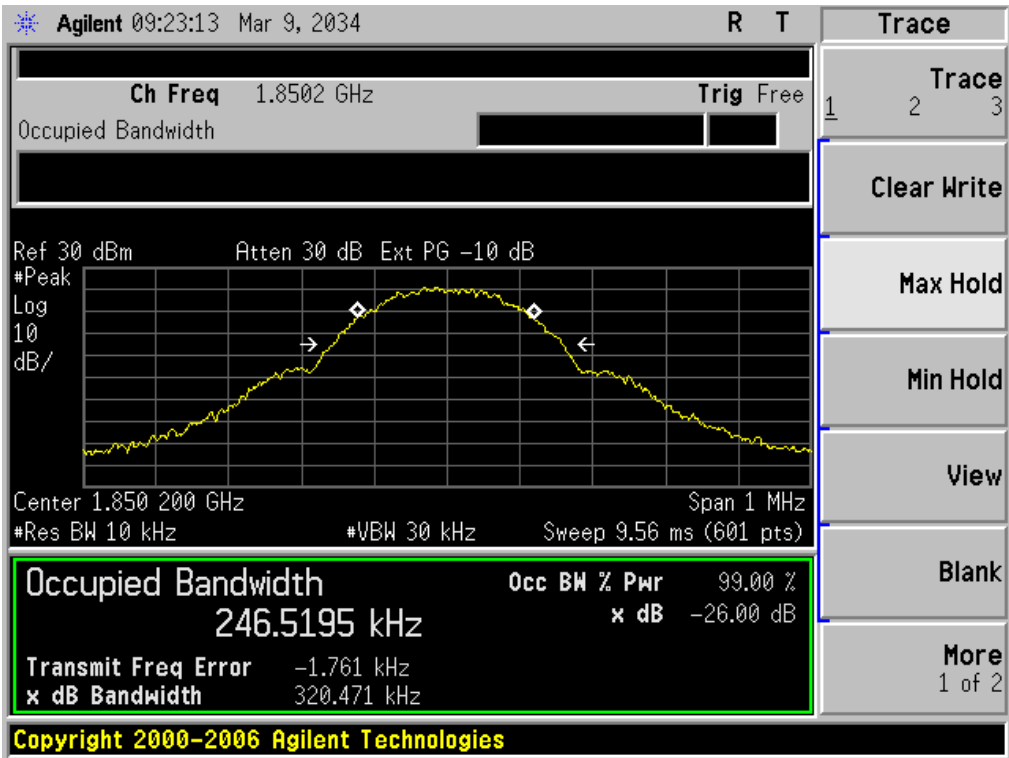 Agilent 09:23:13 Mar 9, 2034 R T
Ch Freq 1.8502 GHz Trig Free
Occupied Bandwidth
Ref 30 dBm Atten 30 dB Ext PG -10 dB
#Peak
Log
10
dB/
Center 1.850 200 GHz Span 1 MHz
#Res BW 10 kHz #VBW 30 kHz Sweep 9.56 ms (601 pts)
Occupied Bandwidth Occ BW % Pwr 99.00 %
246.5195 kHz x dB -26.00 dB
Transmit Freq Error -1.761 kHz
x dB Bandwidth 320.471 kHz
Copyright 2000-2006 Agilent Technologies
Trace
Trace
1 2 3
Clear Write
Max Hold
Min Hold
View
Blank
More
1 of 2